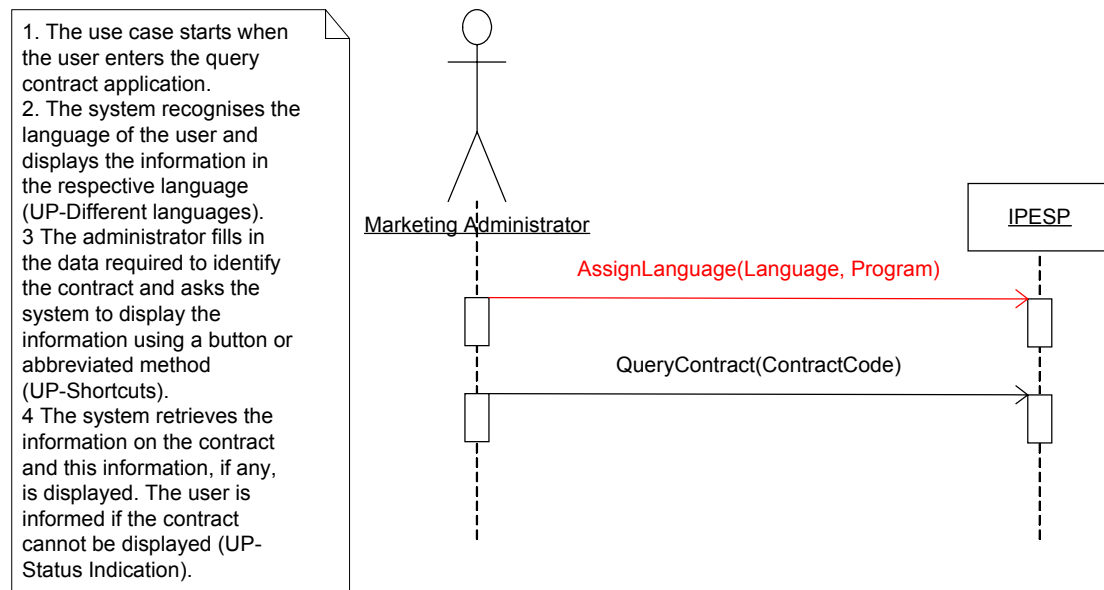 1. The use case starts when
the user enters the query
contract application.
2. The system recognises the
language of the user and
displays the information in
the respective language
(UP-Different languages).
3 The administrator fills in
the data required to identify
the contract and asks the
system to display the
information using a button or
abbreviated method
(UP-Shortcuts).
4 The system retrieves the
information on the contract
and this information, if any,
is displayed. The user is
informed if the contract
cannot be displayed (UP-
Status Indication).
Marketing Administrator
IPESP
AssignLanguage(Language, Program)
QueryContract(ContractCode)